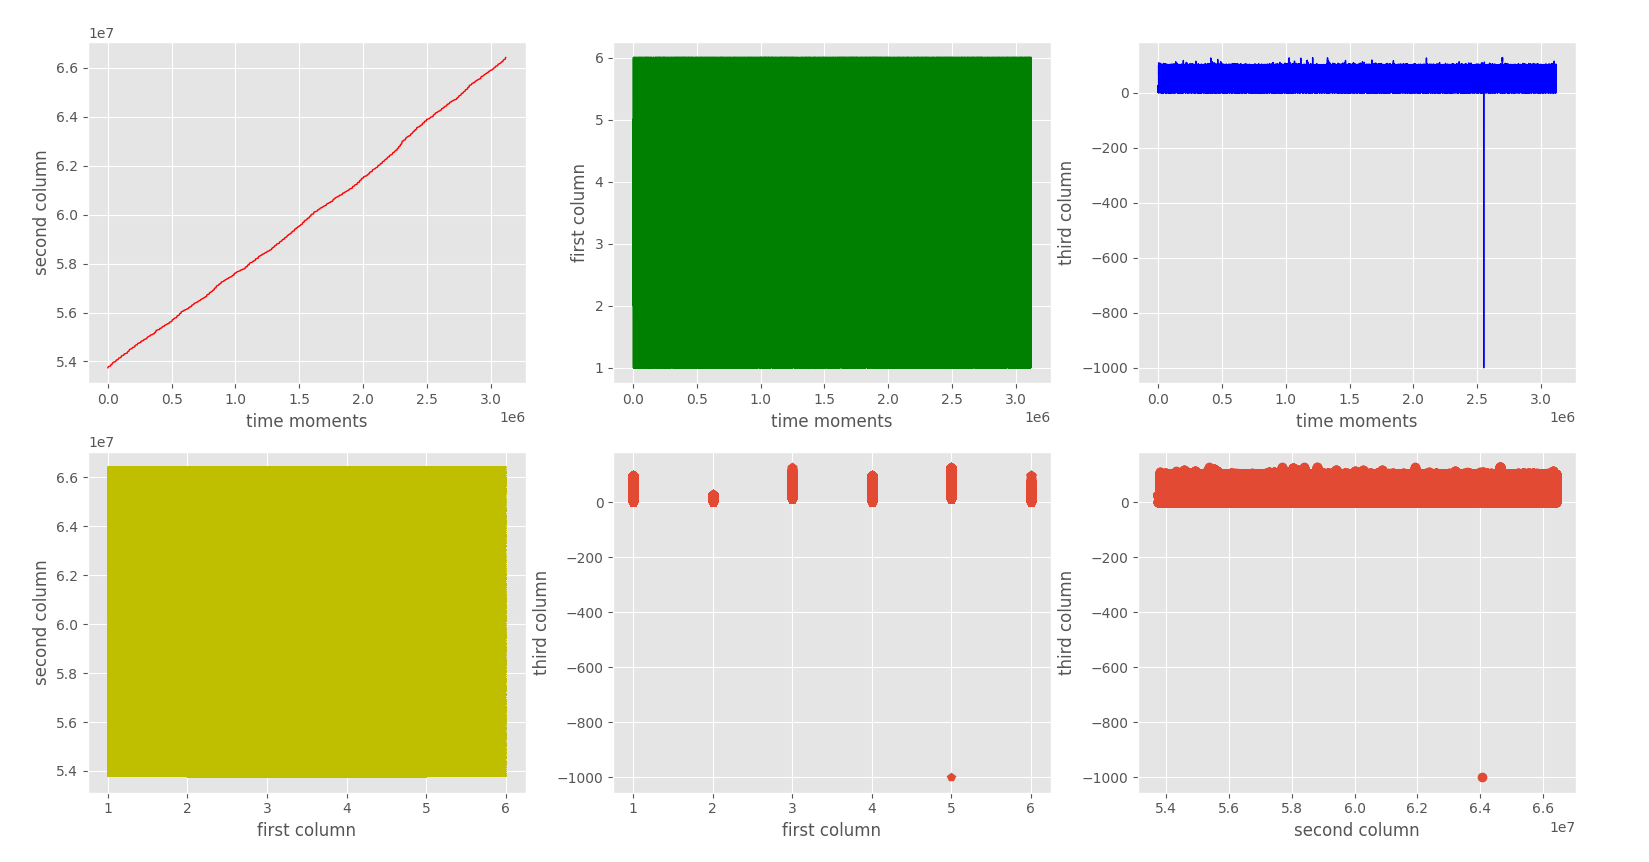 1e7
6.6
6.4
6.2
6.0
5.8
5.6
5.4
second column
0.0 0.5 1.0 1.5 2.0 2.5 3.0
1e6
time moments
6
5
4
3
2
1
first column
0.0 0.5 1.0 1.5 2.0 2.5 3.0
1e6
time moments
0
−200
−400
−600
−800
−1000
third column
0.0 0.5 1.0 1.5 2.0 2.5 3.0
1e6
time moments
1e7
6.6
6.4
6.2
6.0
5.8
5.6
5.4
second column
1 2 3 4 5 6
first column
0
−200
−400
−600
−800
−1000
third column
1 2 3 4 5 6
first column
0
−200
−400
−600
−800
−1000
third column
5.4 5.6 5.8 6.0 6.2 6.4 6.6
1e7
second column